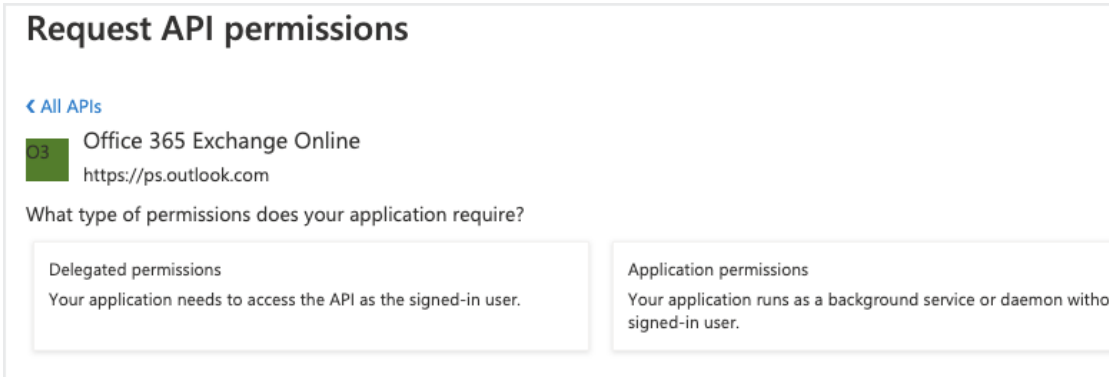 Request API permissions
❮ All APIs
O3
Office 365 Exchange Online
https://ps.outlook.com
What type of permissions does your application require?
Delegated permissions
Your application needs to access the API as the signed-in user.
Application permissions
Your application runs as a background service or daemon
signed-in user.